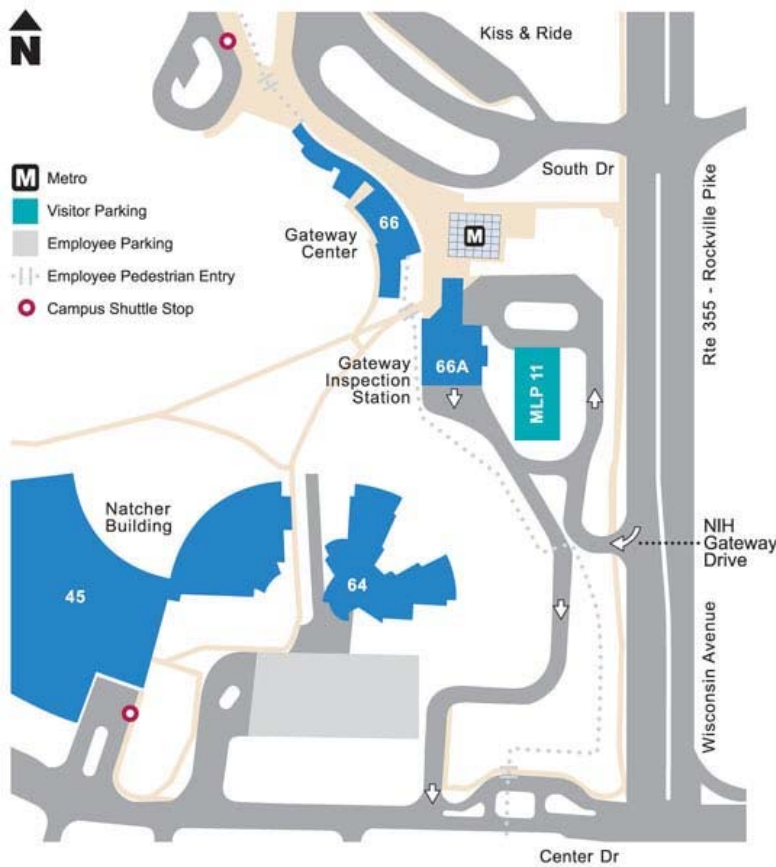 N
Kiss & Ride
M
Metro
Visitor Parking
Employee Parking
Employee Pedestrian Entry
Campus Shuttle Stop
South Dr
Rte 355 - Rockville Pike
66
Gateway
Center
M
Gateway
Inspection
Station
66A
MLP 11
Natcher
Building
NIH
Gateway
Drive
45
64
Wisconsin Avenue
Center Dr